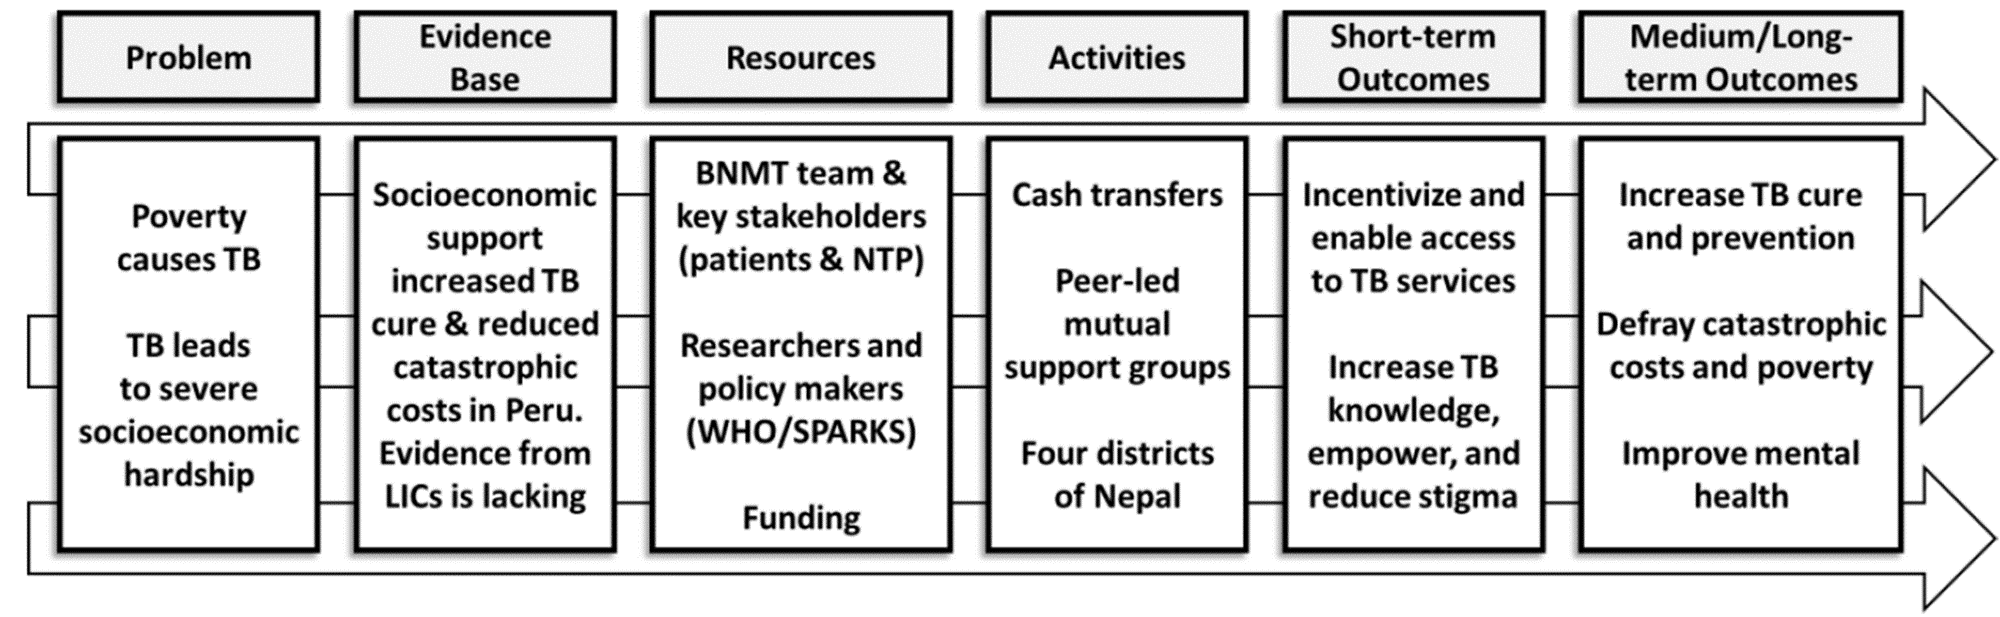 Problem
Evidence
Base
Resources
Activities
Short-term
Outcomes
Medium/Long-
term Outcomes
Poverty
causes TB
TB leads
to severe
socioeconomic
hardship
Socioeconomic
support
increased TB
cure & reduced
catastrophic
costs in Peru.
Evidence from
LICs is lacking
BNMT team &
key stakeholders
(patients & NTP)
Researchers and
policy makers
(WHO/SPARKS)
Funding
Cash transfers
Peer-led
mutual
support groups
Four districts
of Nepal
Incentivize and
enable access
to TB services
Increase TB
knowledge,
empower, and
reduce stigma
Increase TB cure
and prevention
Defray catastrophic
costs and poverty
Improve mental
health